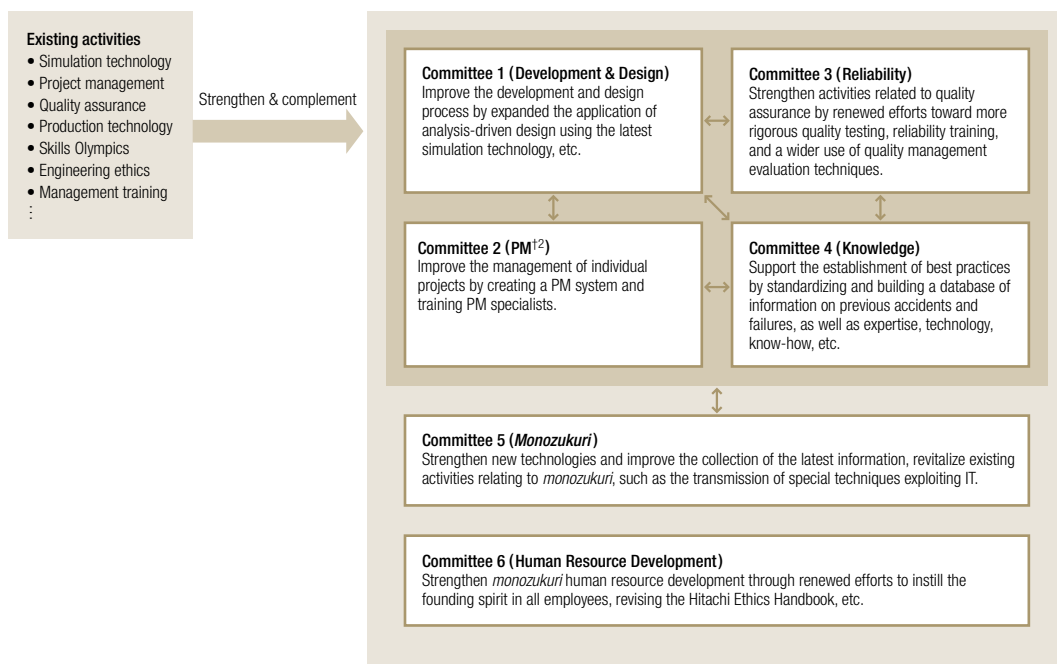 Existing activities
• Simulation technology
• Project management
• Quality assurance
• Production technology
• Skills Olympics
• Engineering ethics
• Management training
⋮
Strengthen & complement
Committee 1 (Development & Design)
Improve the development and design
process by expanded the application of
analysis-driven design using the latest
simulation technology, etc.
Committee 3 (Reliability)
Strengthen activities related to quality
assurance by renewed efforts toward more
rigorous quality testing, reliability training,
and a wider use of quality management
evaluation techniques.
Committee 2 (PM†2)
Improve the management of individual
projects by creating a PM system and
training PM specialists.
Committee 4 (Knowledge)
Support the establishment of best practices
by standardizing and building a database of
information on previous accidents and
failures, as well as expertise, technology,
know-how, etc.
Committee 5 (Monozukuri)
Strengthen new technologies and improve the collection of the latest information, revitalize existing
activities relating to monozukuri, such as the transmission of special techniques exploiting IT.
Committee 6 (Human Resource Development)
Strengthen monozukuri human resource development through renewed efforts to instill the
founding spirit in all employees, revising the Hitachi Ethics Handbook, etc.